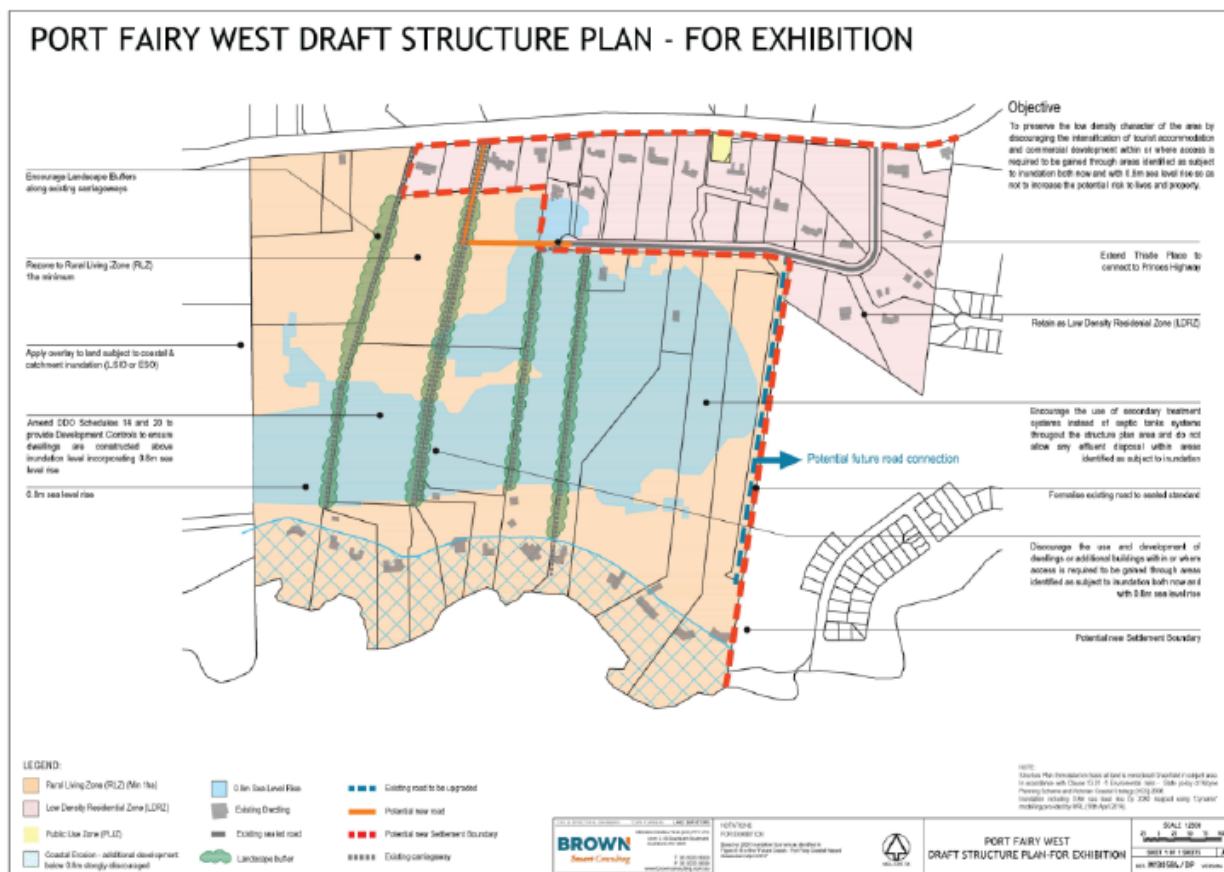 PORT FAIRY WEST DRAFT STRUCTURE PLAN - FOR EXHIBITION
Objective
To preserve the low density character of the area by
discouraging the intensification of tourist accommodation
and commercial development within or where access is
required to be gained through areas identified as subject
to inundation both now and with 0.8m sea level rise so as
not to increase the potential risk to lives and property.
Encourage Landscape Buffers
along existing carriageways
Rezone to Rural Living Zone (RLZ)
1ha minimum
Apply overlay to land subject to coastal &
catchment inundation (LSIO or ESO)
Amend DDO Schedules 14 and 20 to
provide Development Controls to ensure
dwellings are constructed above
inundation level incorporating 0.8m sea
level rise
0.8m sea level rise
Extend Thistle Place to
connect to Princes Highway
Retain as Low Density Residenial Zone (LDRZ)
Encourage the use of secondary treatment
systems instead of septic tanks systems
througout the structure plan area and do not
allow any effluent disposal within areas
identified as subject to inundation
Potential future road connection
Formalise existing road to sealed standard
Discourage the use and development of
dwellings or additional buildings within or where
access is required to be gained through areas
identified as subject to inundation both now and
with 0.8m sea level rise
Potential new Settlement Boundary
LEGEND:
Rural Living Zone (RLZ) (Min 1ha)
Low Density Residential Zone (LDRZ)
Public Use Zone (PUZ)
Coastal Erosion - additional development
below 0.8m strongly discouraged
0.8m Sea Level Rise
Existing Dwelling
Existing sealed road
Landscape buffer
Existing road to be upgraded
Potential new road
Potential new Settlement Boundary
Existing carriageway
NOTE:
BROWN
Smart Consulting
NOTATIONS
FOR EXHIBITION
PORT FAIRY WEST
DRAFT STRUCTURE PLAN-FOR EXHIBITION
SCALE
SHEET 1 OF 1 SHEETS